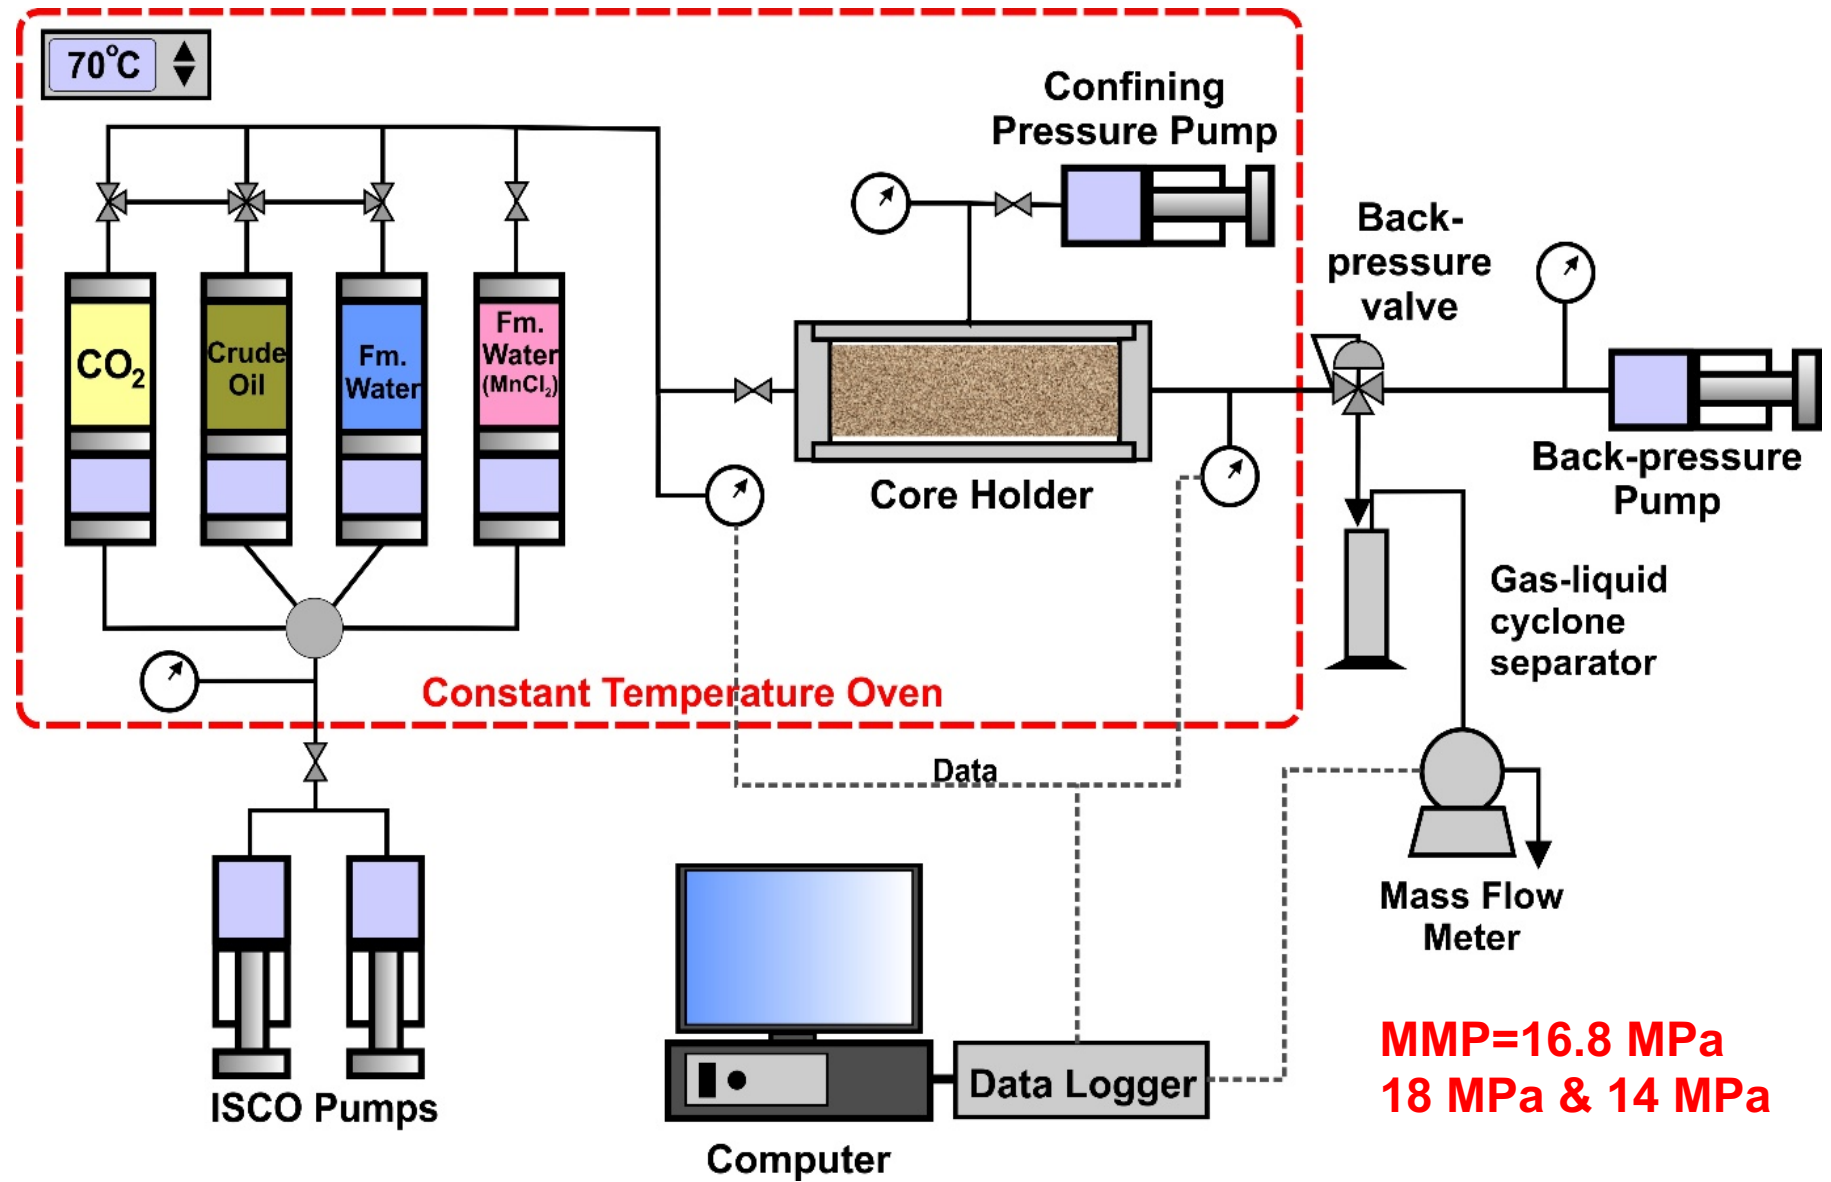 70°C
Confining
Pressure Pump
Back-
pressure
valve
CO₂
Crude
Oil
Fm.
Water
Fm.
Water
(MnCl₂)
Core Holder
Back-pressure
Pump
Gas-liquid
cyclone
separator
Constant Temperature Oven
Data
Mass Flow
Meter
ISCO Pumps
Data Logger
Computer
MMP=16.8 MPa
18 MPa & 14 MPa